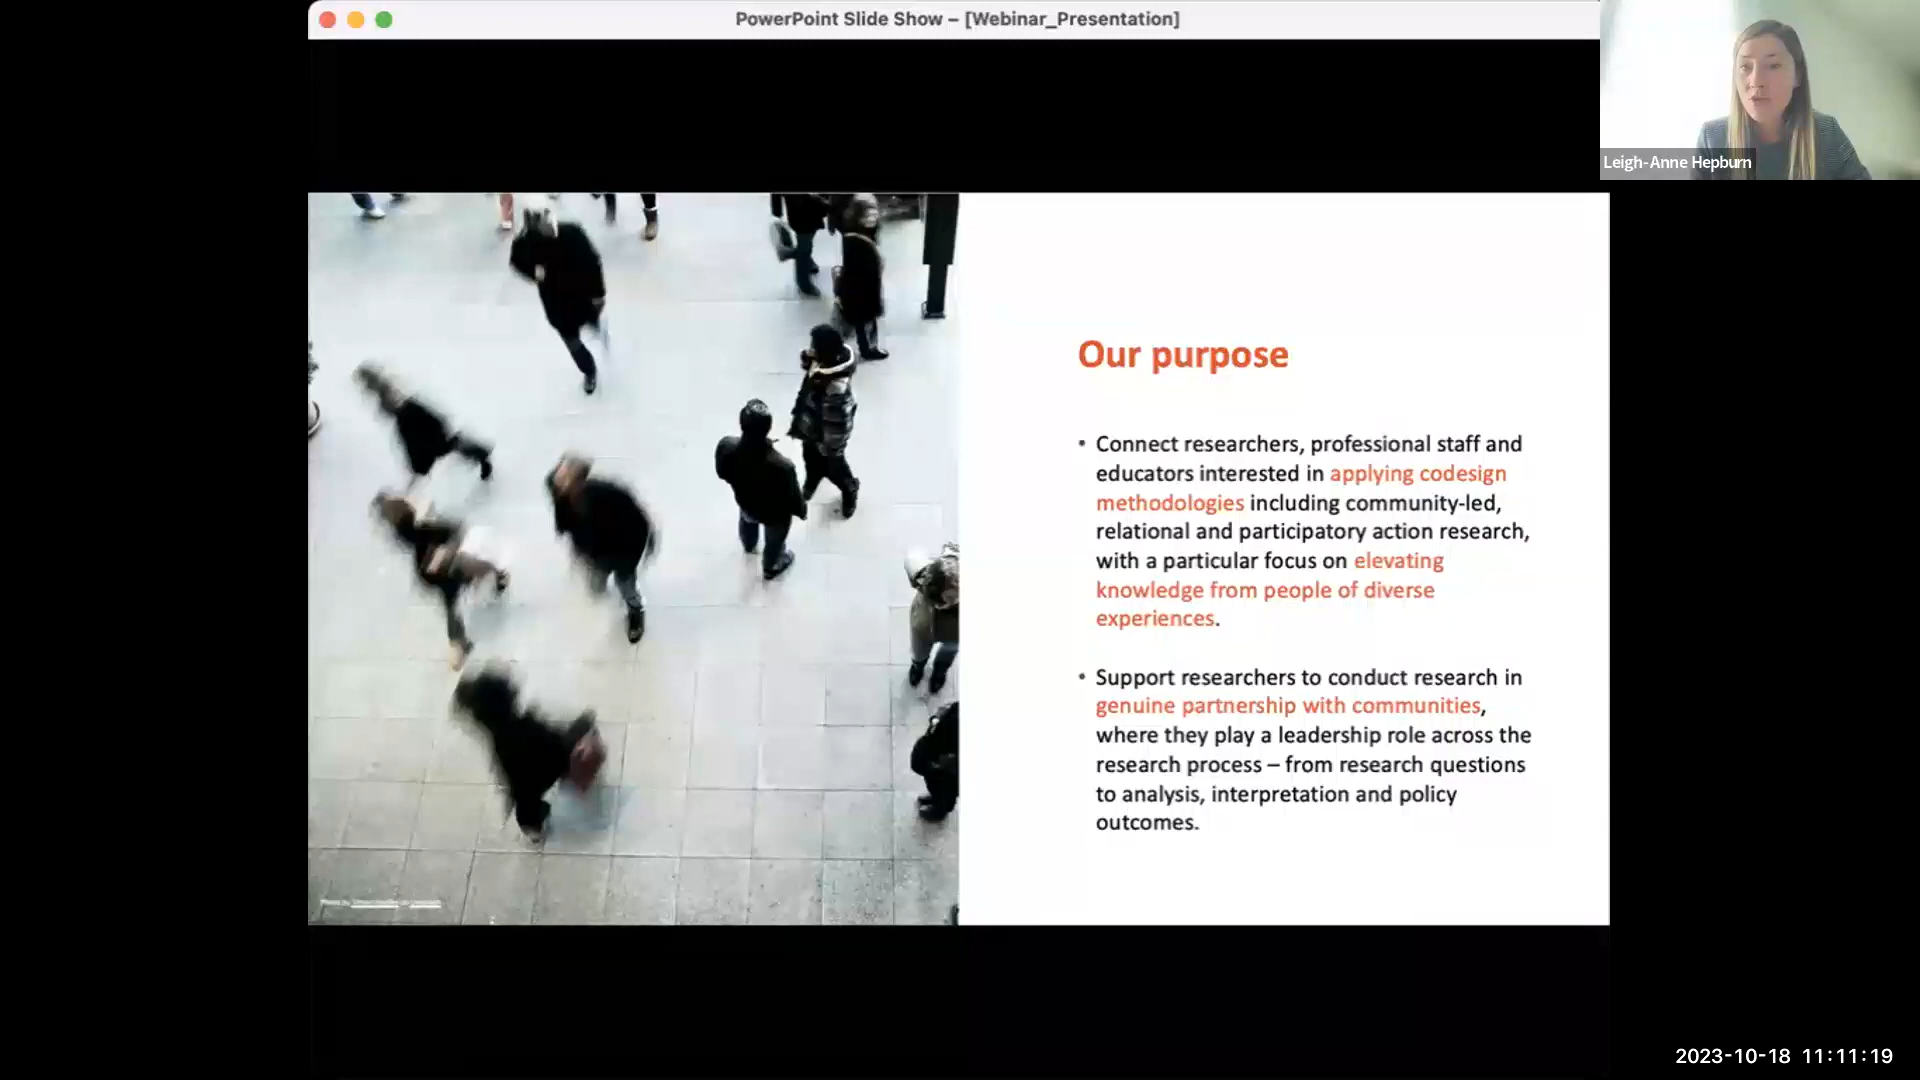 PowerPoint Slide Show – [Webinar_Presentation]
Leigh-Anne Hepburn
Our purpose
• Connect researchers, professional staff and
educators interested in applying codesign
methodologies including community-led,
relational and participatory action research,
with a particular focus on elevating
knowledge from people of diverse
experiences.
• Support researchers to conduct research in
genuine partnership with communities,
where they play a leadership role across the
research process – from research questions
to analysis, interpretation and policy
outcomes.
2023-10-18 11:11:19